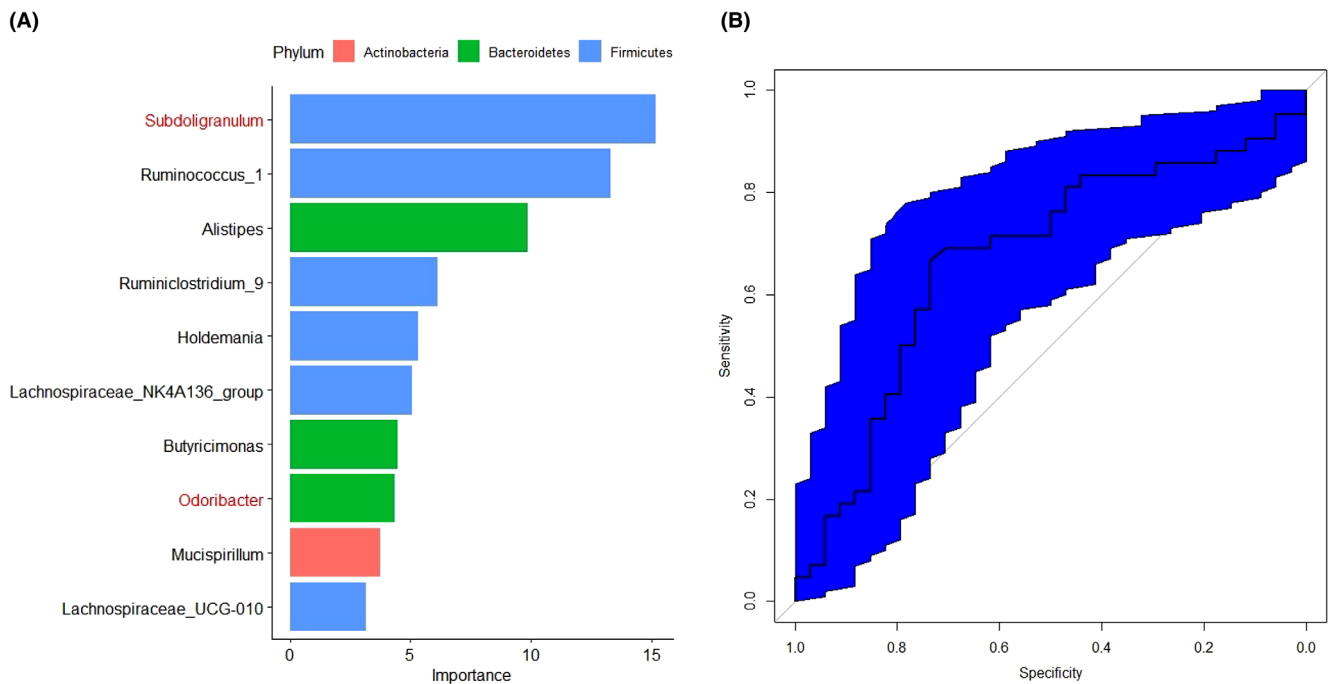 (A)
Phylum Actinobacteria Bacteroidetes Firmicutes
Subdoligranulum
Ruminococcus_1
Alistipes
Ruminiclostridium_9
Holdemania
Lachnospiraceae_NK4A136_group
Butyricimonas
Odoribacter
Mucispirillum
Lachnospiraceae_UCG-010
0 5 10 15
Importance
(B)
1.0
0.8
0.6
0.4
0.2
0.0
Sensitivity
1.0 0.8 0.6 0.4 0.2 0.0
Specificity